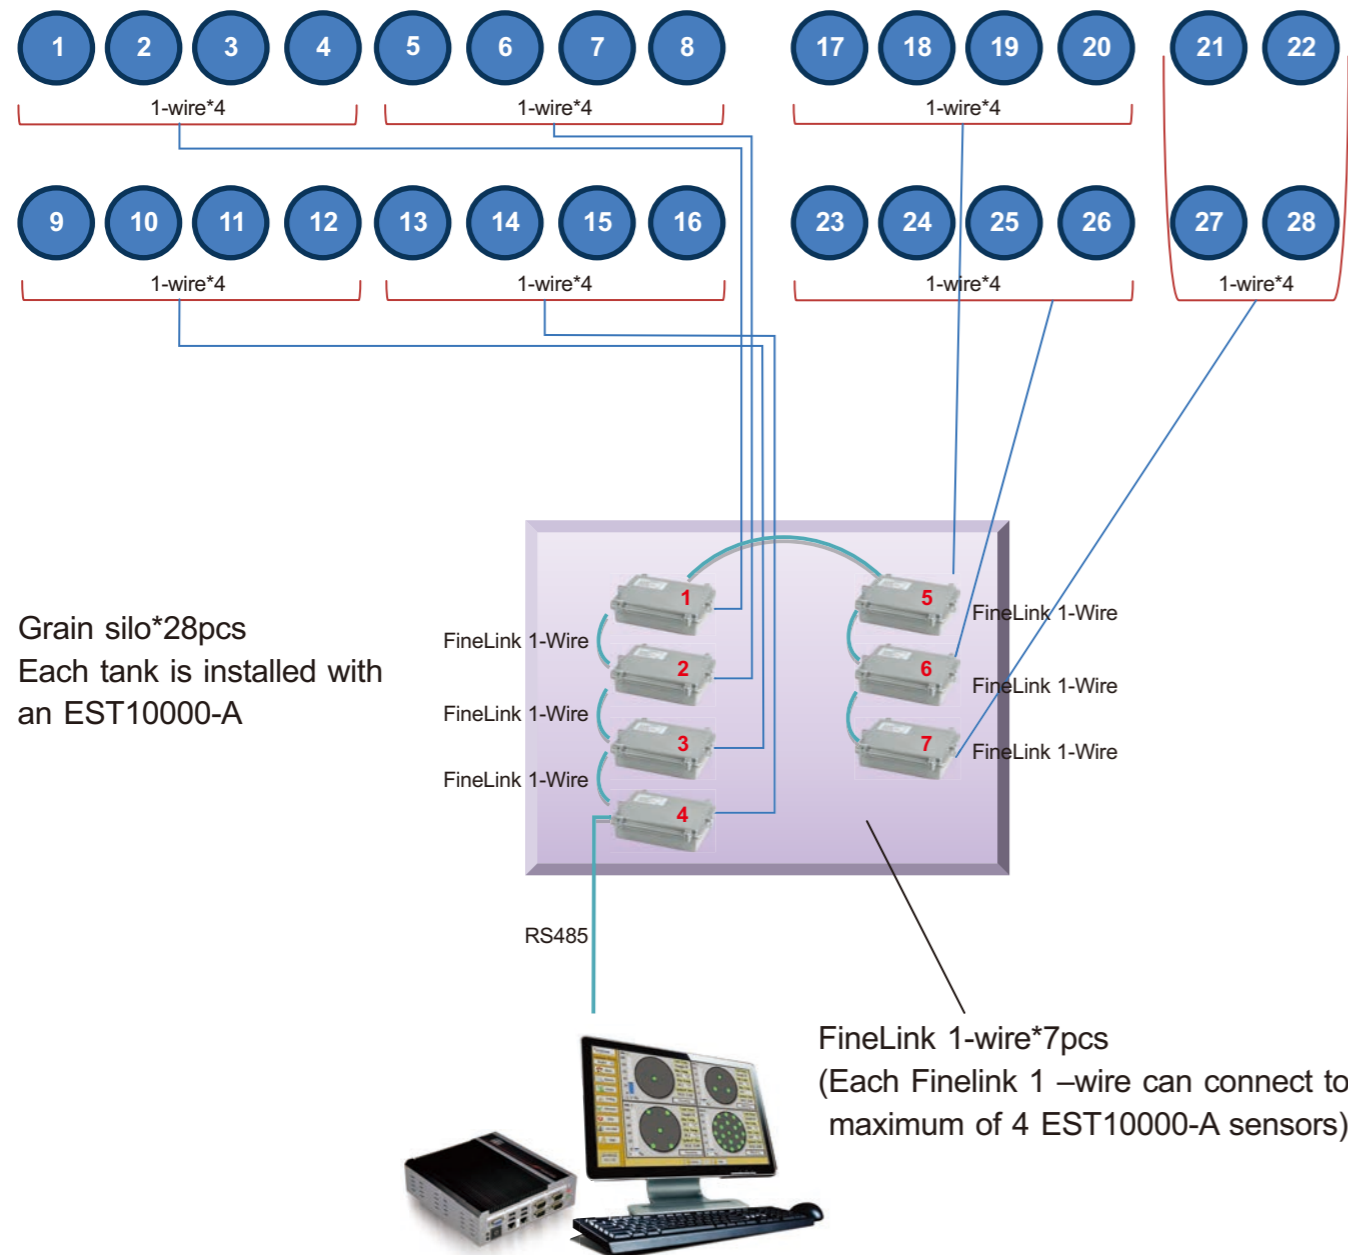 1 2 3 4 5 6 7 8 17 18 19 20 21 22
1-wire*4 1-wire*4 1-wire*4
9 10 11 12 13 14 15 16 23 24 25 26 27 28
1-wire*4 1-wire*4 1-wire*4 1-wire*4
1 5
FineLink 1-Wire FineLink 1-Wire
2 6
FineLink 1-Wire FineLink 1-Wire
3 7
FineLink 1-Wire FineLink 1-Wire
4
Grain silo*28pcs
Each tank is installed with
an EST10000-A
RS485
FineLink 1-wire*7pcs
(Each Finelink 1 –wire can connect to
maximum of 4 EST10000-A sensors)